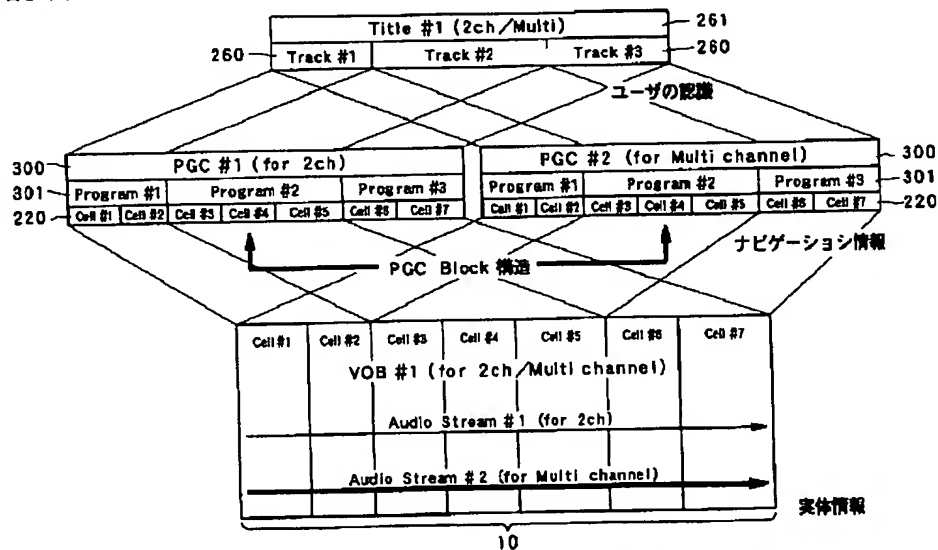 Title #1 (2ch/Multi) 261
260 Track #1 Track #2 Track #3 260
ユーザの認識
300 PGC #1 (for 2ch) PGC #2 (for Multi channel) 300
301 Program #1 Program #2 Program #3 Program #1 Program #2 Program #3 301
220 Cell #1 Cell #2 Cell #3 Cell #4 Cell #5 Cell #6 Cell #7 Cell #1 Cell #2 Cell #3 Cell #4 Cell #5 Cell #6 Cell #7 220
ナビゲーション情報
PGC Block 構造
Cell #1 Cell #2 Cell #3 Cell #4 Cell #5 Cell #6 Cell #7
VOB #1 (for 2ch/Multi channel)
Audio Stream #1 (for 2ch)
Audio Stream #2 (for Multi channel)
実体情報
10